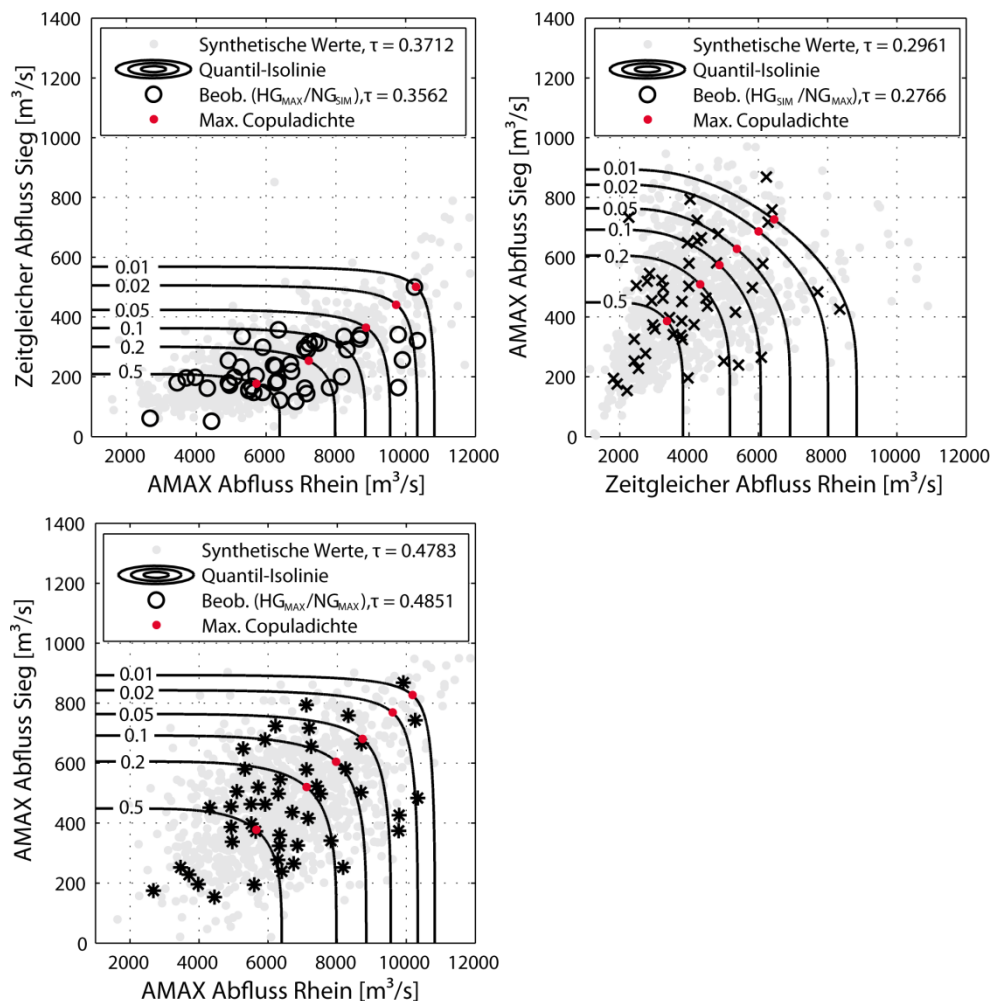 1400
1200
1000
800
600
400
200
0
Zeitgleicher Abfluss Sieg [m³/s]
Synthetische Werte, τ = 0.3712
Quantil-Isolinie
Beob. (HG_MAX/NG_SIM),τ = 0.3562
Max. Copuladichte
0.01
0.02
0.05
0.1
0.2
0.5
2000 4000 6000 8000 10000 12000
AMAX Abfluss Rhein [m³/s]
1400
1200
1000
800
600
400
200
0
AMAX Abfluss Sieg [m³/s]
Synthetische Werte, τ = 0.2961
Quantil-Isolinie
Beob. (HG_SIM /NG_MAX),τ = 0.2766
Max. Copuladichte
0.01
0.02
0.05
0.1
0.2
0.5
2000 4000 6000 8000 10000 12000
Zeitgleicher Abfluss Rhein [m³/s]
1400
1200
1000
800
600
400
200
0
AMAX Abfluss Sieg [m³/s]
Synthetische Werte, τ = 0.4783
Quantil-Isolinie
Beob. (HG_MAX/NG_MAX),τ = 0.4851
Max. Copuladichte
0.01
0.02
0.05
0.1
0.2
0.5
2000 4000 6000 8000 10000 12000
AMAX Abfluss Rhein [m³/s]